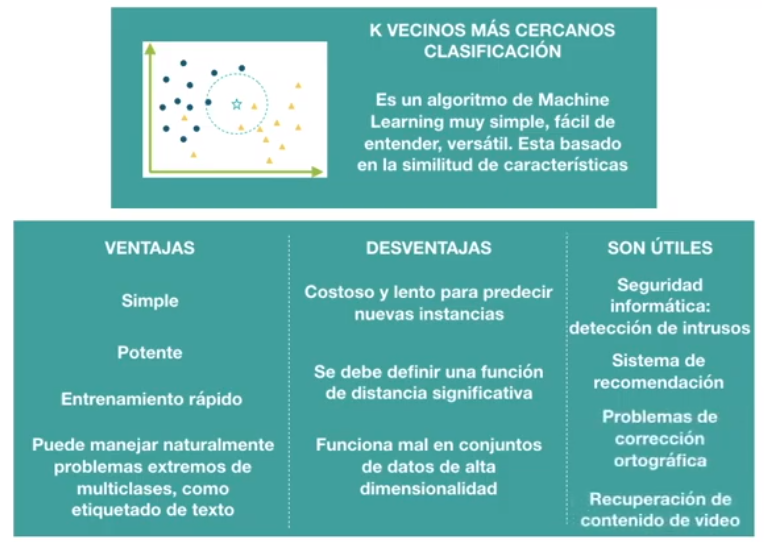 K VECINOS MÁS CERCANOS
CLASIFICACIÓN
Es un algoritmo de Machine
Learning muy simple, fácil de
entender, versátil. Esta basado
en la similitud de características
VENTAJAS
Simple
Potente
Entrenamiento rápido
Puede manejar naturalmente
problemas extremos de
multiclases, como
etiquetado de texto
DESVENTAJAS
Costoso y lento para predecir
nuevas instancias
Se debe definir una función
de distancia significativa
Funciona mal en conjuntos
de datos de alta
dimensionalidad
SON ÚTILES
Seguridad
informática:
detección de intrusos
Sistema de
recomendación
Problemas de
corrección
ortográfica
Recuperación de
contenido de video